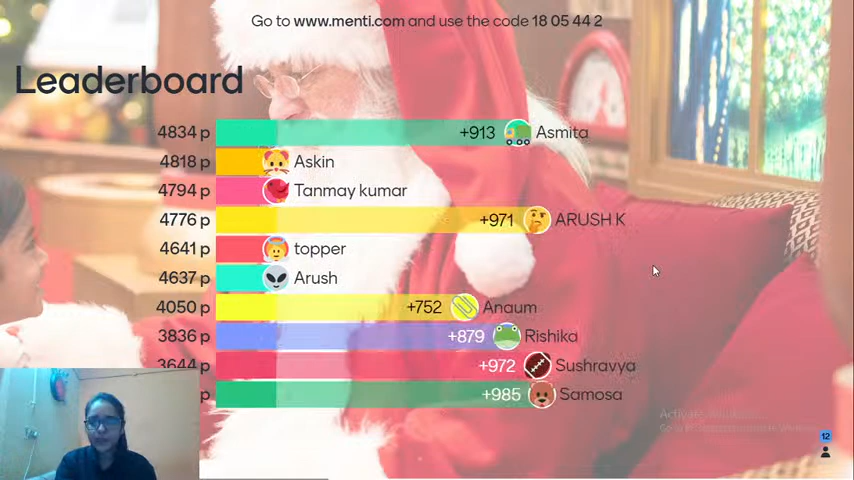 Go to www.menti.com and use the code 18 05 44 2
Leaderboard
4834 p +913 Asmita
4818 p Askin
4794 p Tanmay kumar
4776 p +971 ARUSH K
4641 p topper
4637 p Arush
4050 p +752 Anaum
3836 p +879 Rishika
3644 p +972 Sushravya
p +985 Samosa
12